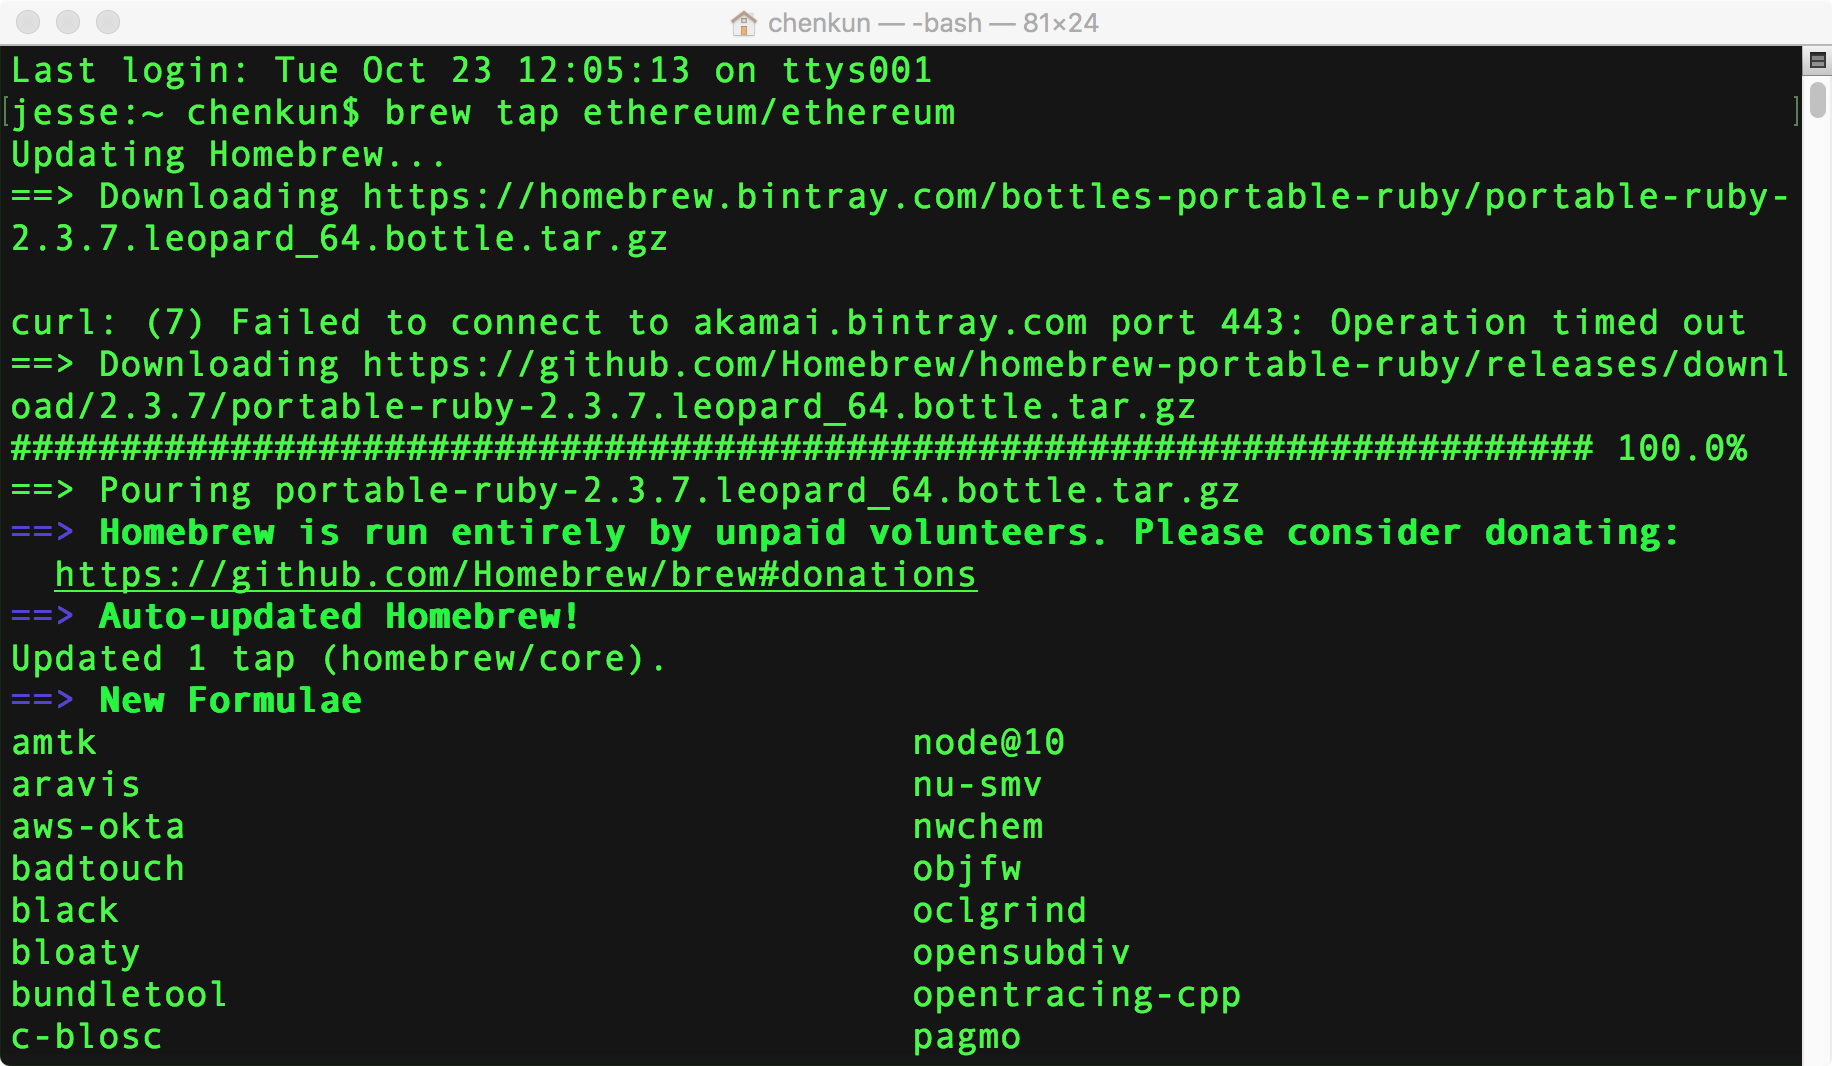 chenkun — -bash — 81×24
Last login: Tue Oct 23 12:05:13 on ttys001
[jesse:~ chenkun$ brew tap ethereum/ethereum ]
Updating Homebrew...
==> Downloading https://homebrew.bintray.com/bottles-portable-ruby/portable-ruby-
2.3.7.leopard_64.bottle.tar.gz
curl: (7) Failed to connect to akamai.bintray.com port 443: Operation timed out
==> Downloading https://github.com/Homebrew/homebrew-portable-ruby/releases/downl
oad/2.3.7/portable-ruby-2.3.7.leopard_64.bottle.tar.gz
######################################################################## 100.0%
==> Pouring portable-ruby-2.3.7.leopard_64.bottle.tar.gz
==> Homebrew is run entirely by unpaid volunteers. Please consider donating:
https://github.com/Homebrew/brew#donations
==> Auto-updated Homebrew!
Updated 1 tap (homebrew/core).
==> New Formulae
amtk node@10
aravis nu-smv
aws-okta nwchem
badtouch objfw
black oclgrind
bloaty opensubdiv
bundletool opentracing-cpp
c-blosc pagmo